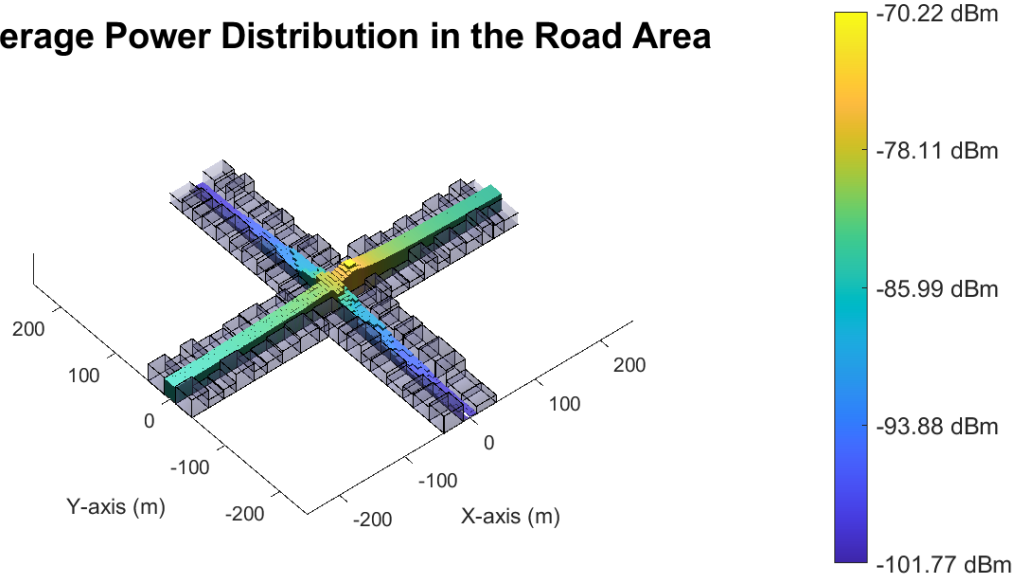 erage Power Distribution in the Road Area
-70.22 dBm
-78.11 dBm
-85.99 dBm
-93.88 dBm
-101.77 dBm
200
100
0
-100
-200
Y-axis (m)
200
100
0
-100
-200
X-axis (m)